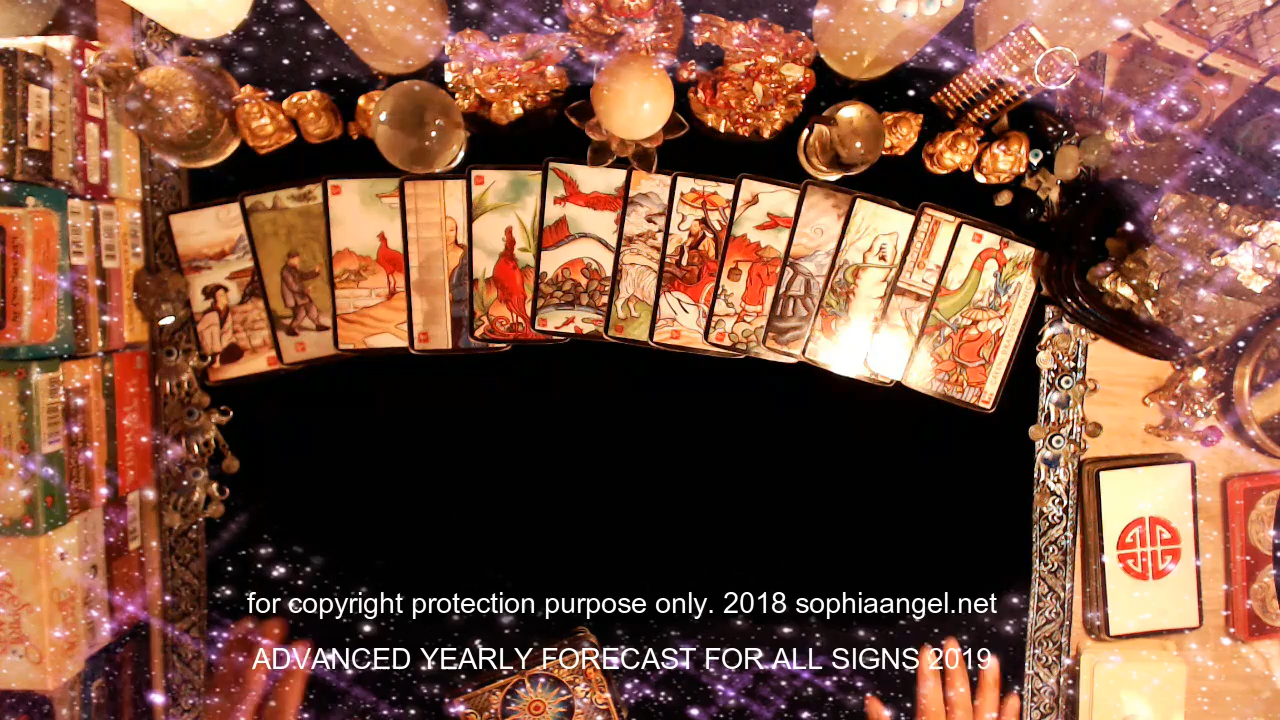 for copyright protection purpose only. 2018 sophiaangel.net
ADVANCED YEARLY FORECAST FOR ALL SIGNS 2019